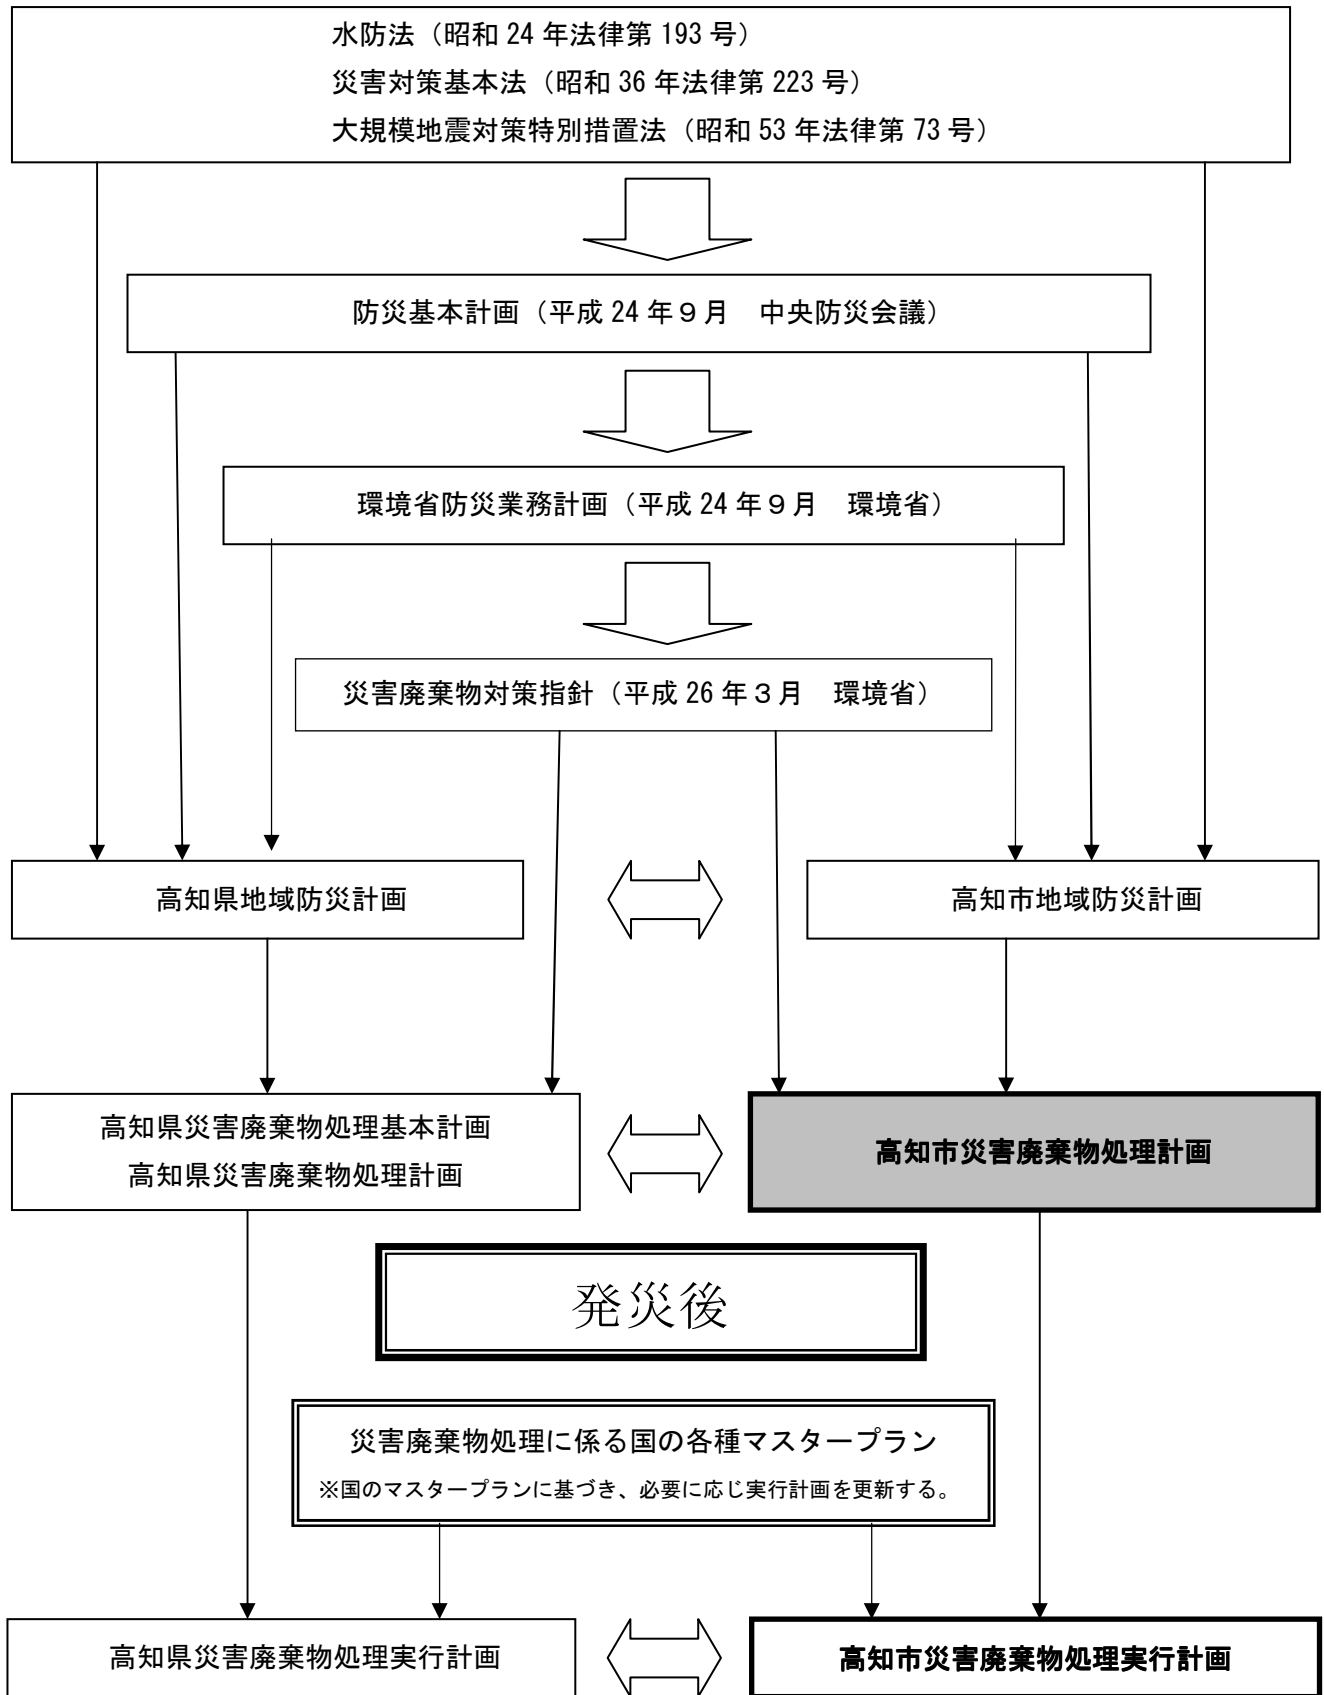 水防法（昭和 24 年法律第 193 号）
災害対策基本法（昭和 36 年法律第 223 号）
大規模地震対策特別措置法（昭和 53 年法律第 73 号）
防災基本計画（平成 24 年９月　中央防災会議）
環境省防災業務計画（平成 24 年９月　環境省）
災害廃棄物対策指針（平成 26 年３月　環境省）
高知県地域防災計画
高知市地域防災計画
高知県災害廃棄物処理基本計画
高知県災害廃棄物処理計画
高知市災害廃棄物処理計画
発災後
災害廃棄物処理に係る国の各種マスタープラン
※国のマスタープランに基づき、必要に応じ実行計画を更新する。
高知県災害廃棄物処理実行計画
高知市災害廃棄物処理実行計画